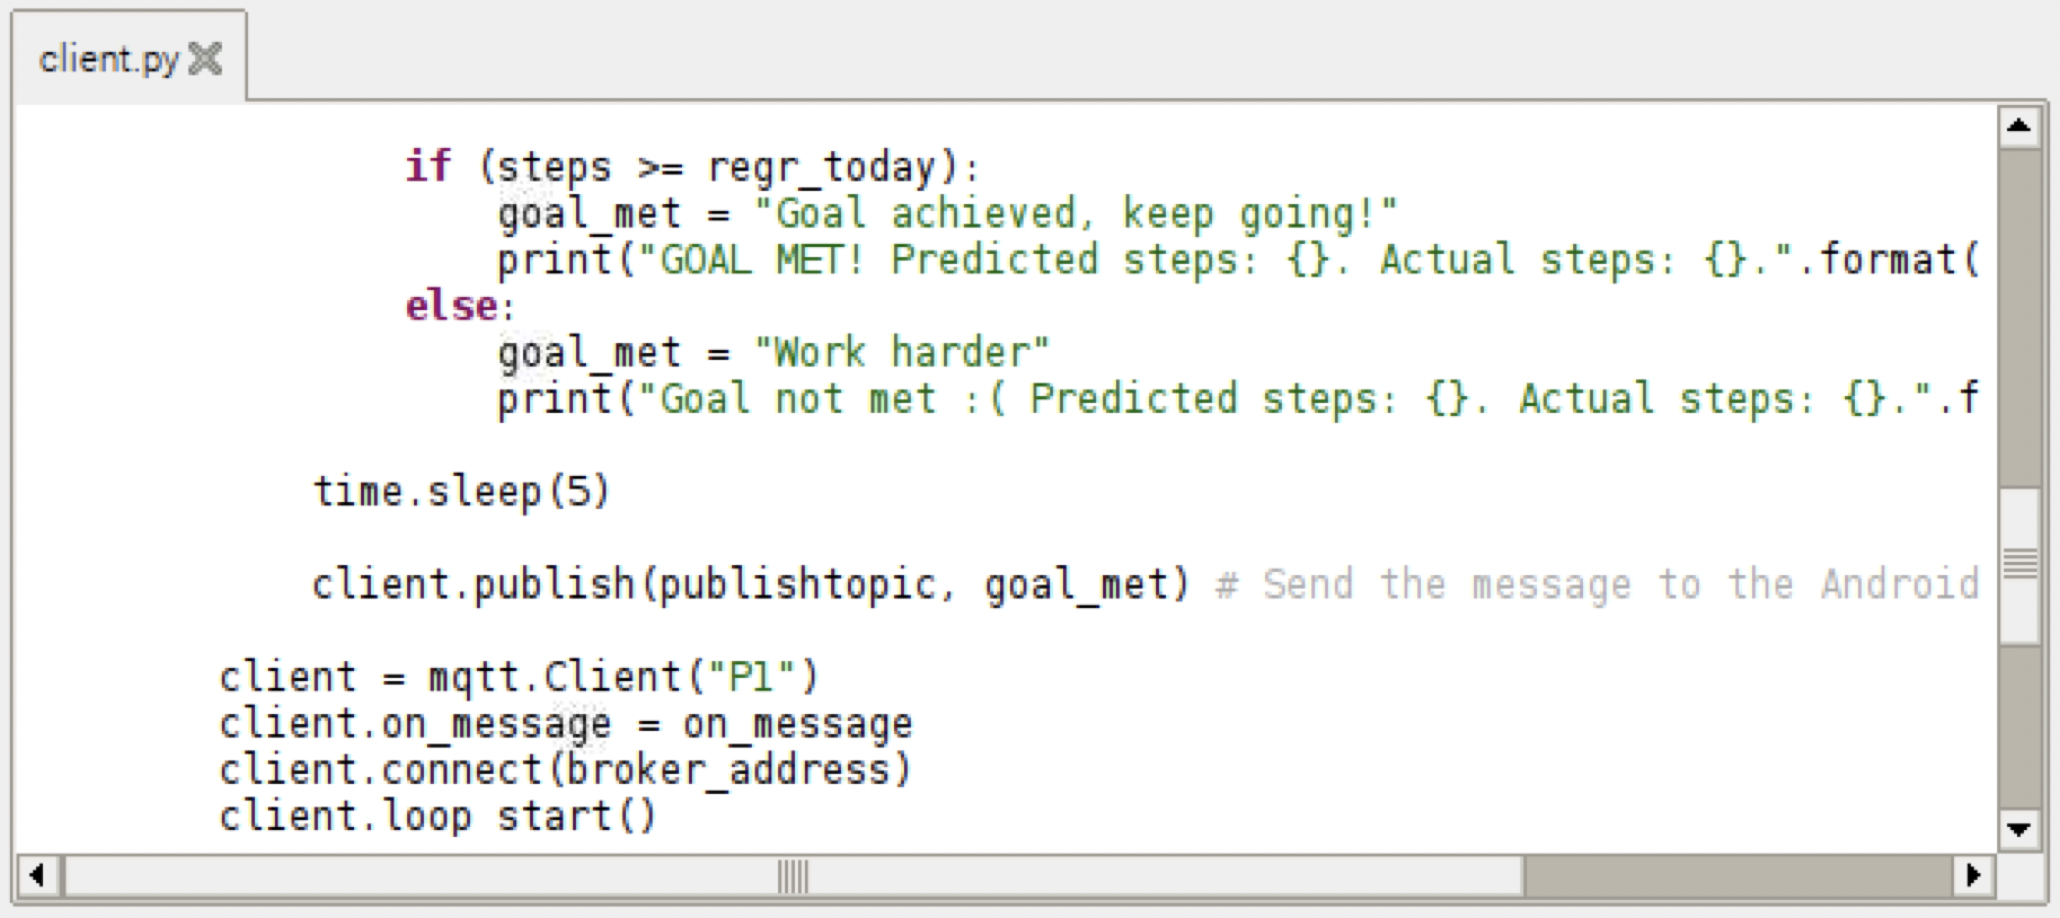 client.py
if (steps >= regr_today):
goal_met = "Goal achieved, keep going!"
print("GOAL MET! Predicted steps: {}. Actual steps: {}.".format(
else:
goal_met = "Work harder"
print("Goal not met :( Predicted steps: {}. Actual steps: {}.".f
time.sleep(5)
client.publish(publishtopic, goal_met) # Send the message to the Android
client = mqtt.Client("P1")
client.on_message = on_message
client.connect(broker_address)
client.loop start()